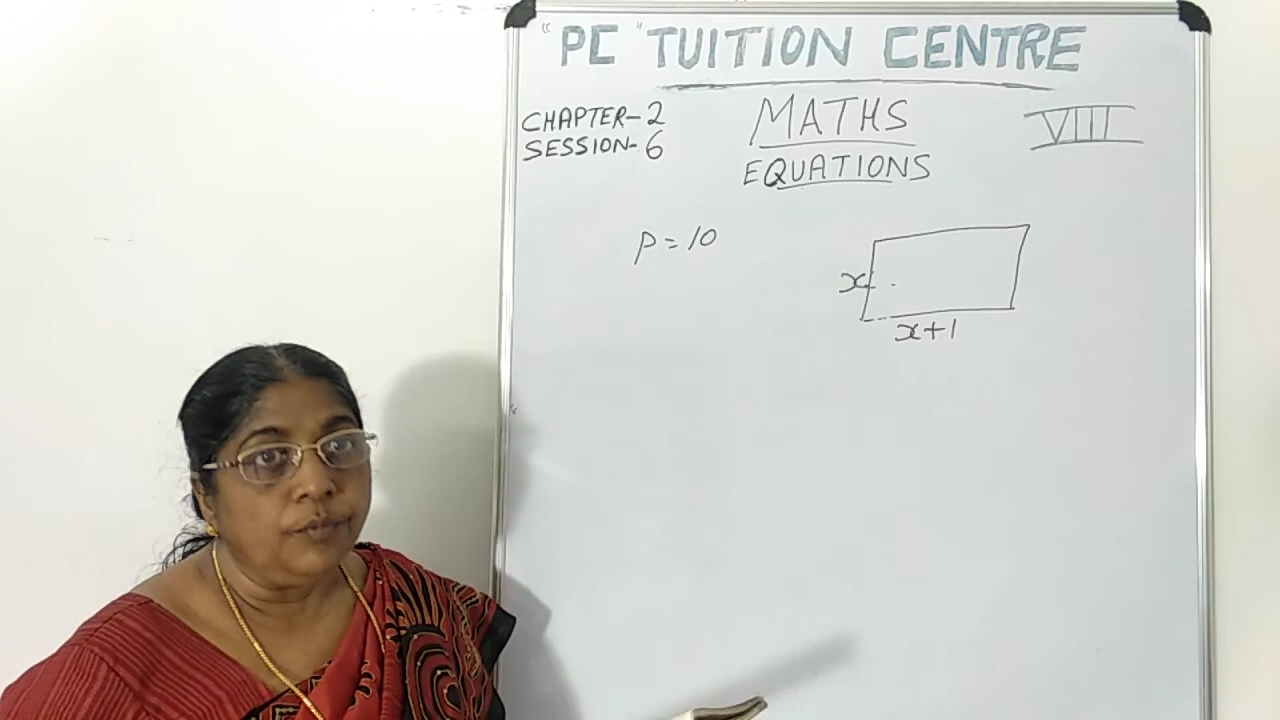 "PC" TUITION CENTRE
CHAPTER-2
SESSION-6
MATHS
EQUATIONS
VIII
P=10
x
x+1